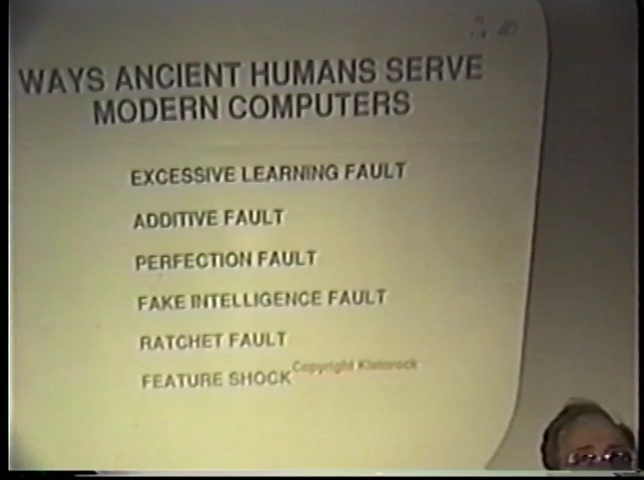 WAYS ANCIENT HUMANS SERVE
MODERN COMPUTERS
EXCESSIVE LEARNING FAULT
ADDITIVE FAULT
PERFECTION FAULT
FAKE INTELLIGENCE FAULT
RATCHET FAULT
FEATURE SHOCK
Copyright Kleinrock